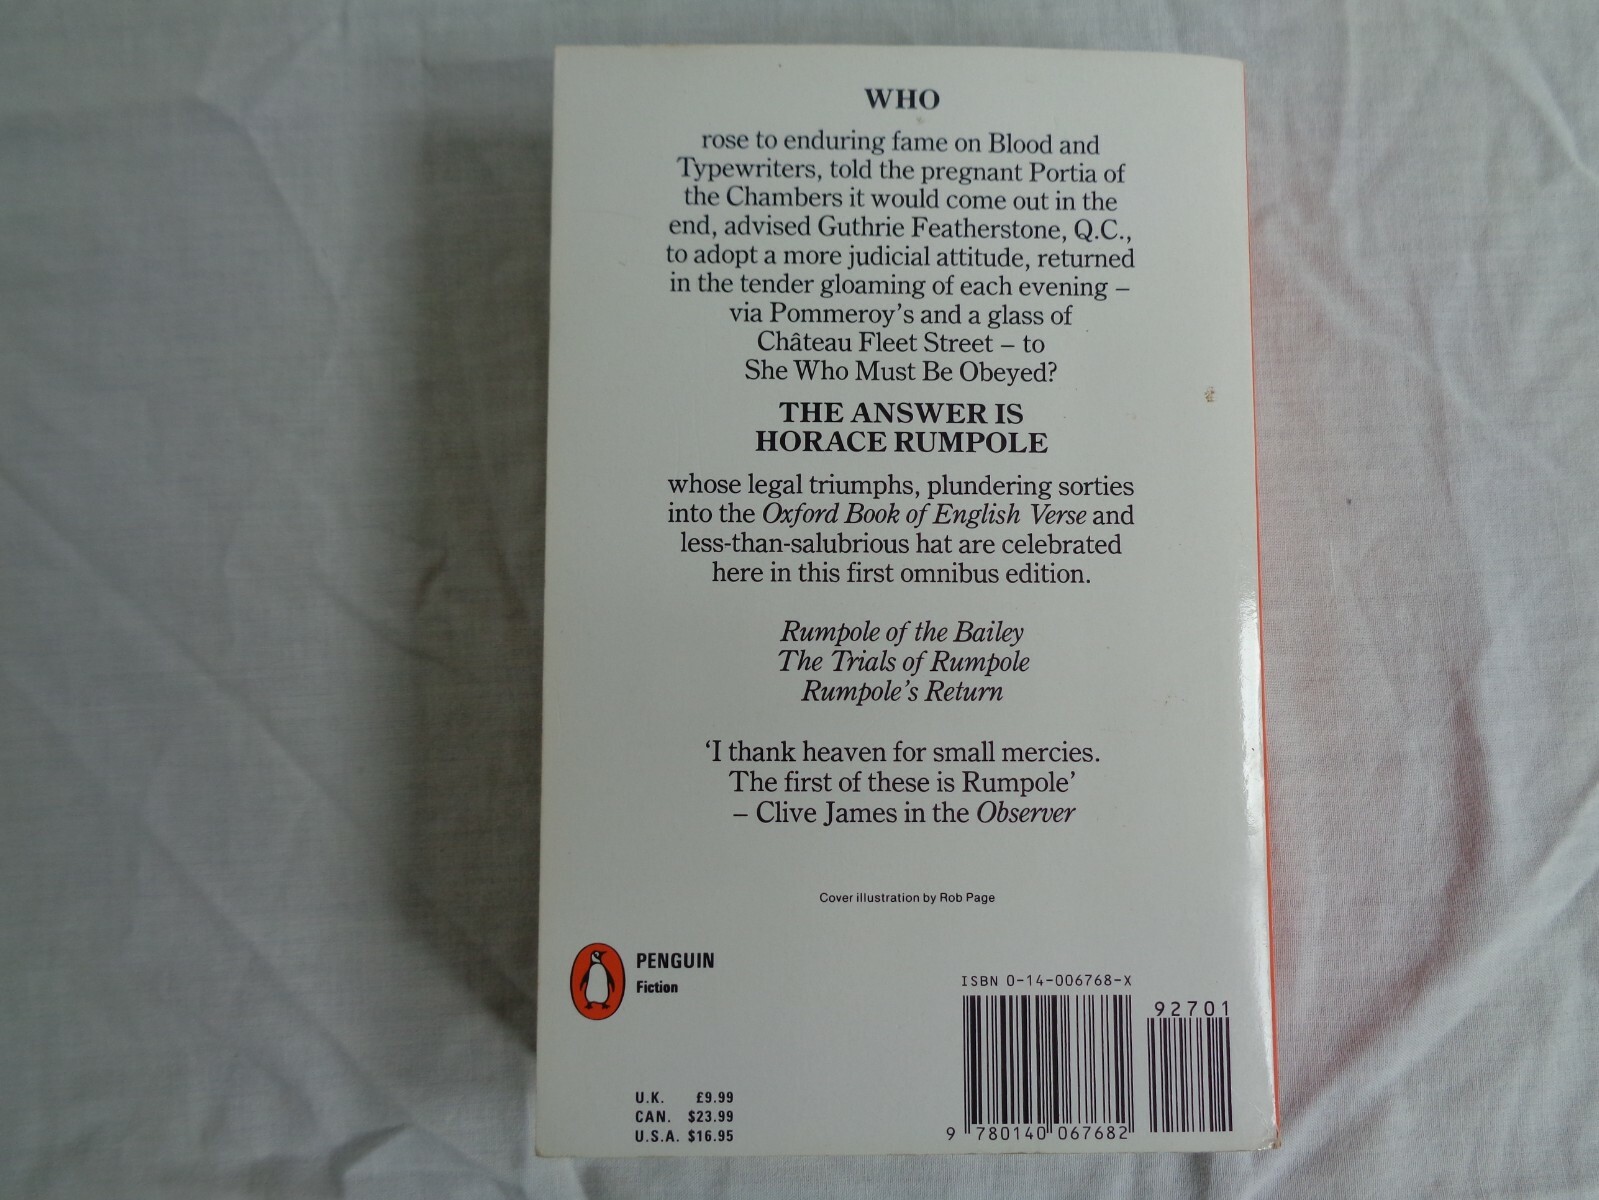 WHO
rose to enduring fame on Blood and
Typewriters, told the pregnant Portia of
the Chambers it would come out in the
end, advised Guthrie Featherstone, Q.C.,
to adopt a more judicial attitude, returned
in the tender gloaming of each evening –
via Pommeroy's and a glass of
Château Fleet Street – to
She Who Must Be Obeyed?
THE ANSWER IS
HORACE RUMPOLE
whose legal triumphs, plundering sorties
into the Oxford Book of English Verse and
less-than-salubrious hat are celebrated
here in this first omnibus edition.
Rumpole of the Bailey
The Trials of Rumpole
Rumpole's Return
‘I thank heaven for small mercies.
The first of these is Rumpole’
– Clive James in the Observer
Cover illustration by Rob Page
PENGUIN
Fiction
ISBN 0-14-006768-X
92701
9 780140 067682
U.K. £9.99
CAN. $23.99
U.S.A. $16.95